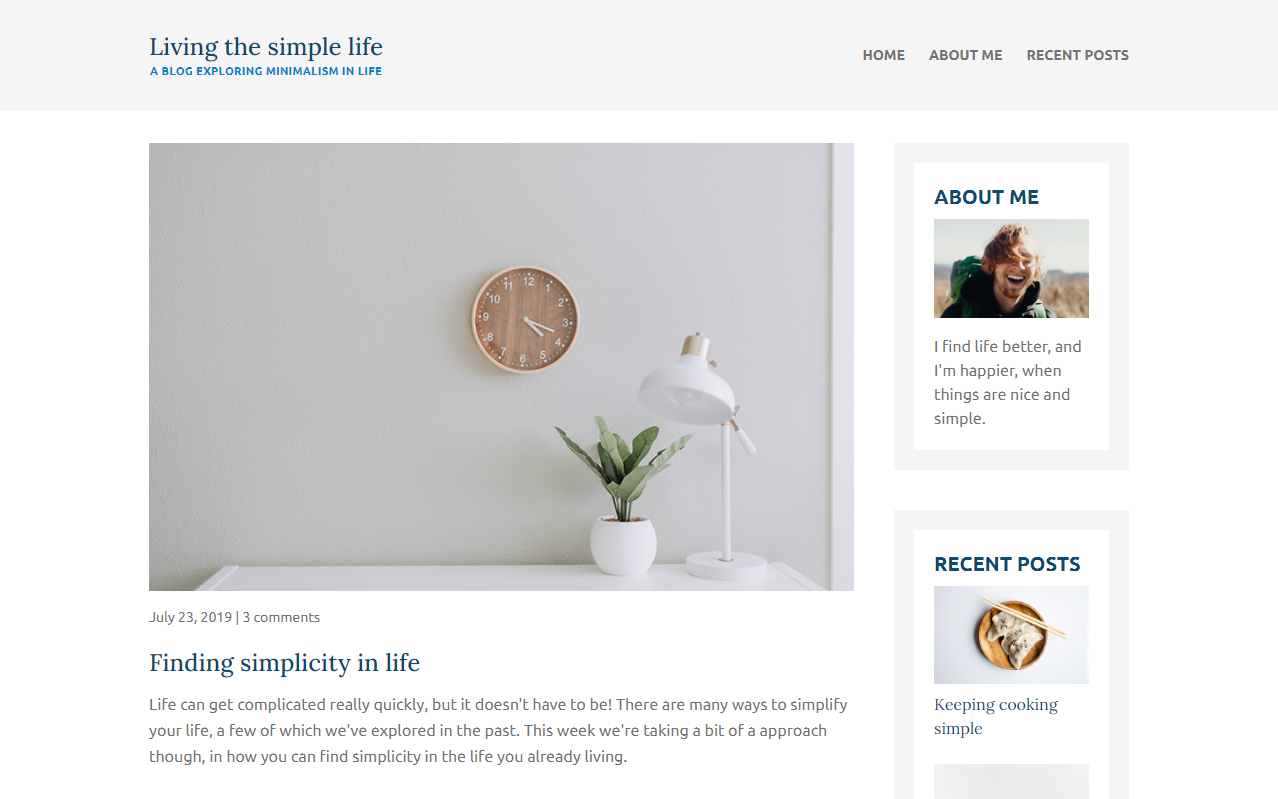 Living the simple life
A BLOG EXPLORING MINIMALISM IN LIFE
HOME ABOUT ME RECENT POSTS
12
1
2
3
4
5
6
7
8
9
10
11
July 23, 2019 | 3 comments
Finding simplicity in life
Life can get complicated really quickly, but it doesn't have to be! There are many ways to simplify
your life, a few of which we've explored in the past. This week we're taking a bit of a approach
though, in how you can find simplicity in the life you already living.
ABOUT ME
I find life better, and
I'm happier, when
things are nice and
simple.
RECENT POSTS
Keeping cooking
simple